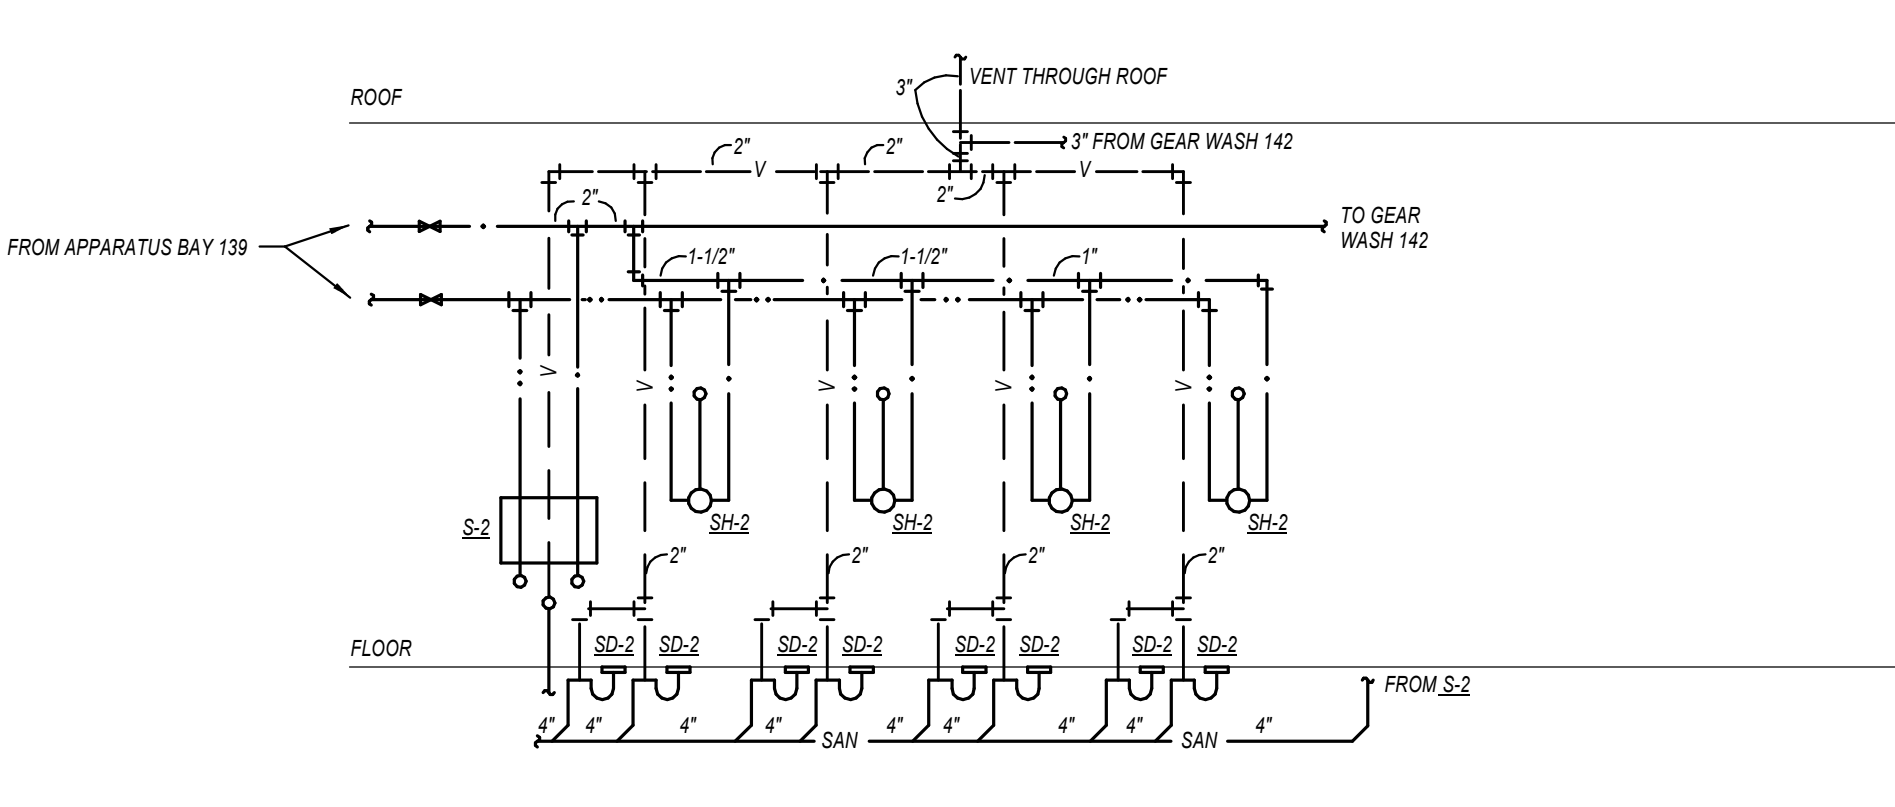 VENT THROUGH ROOF
3"
ROOF
3" FROM GEAR WASH 142
2"
2"
V
V
2"
2"
TO GEAR
WASH 142
FROM APPARATUS BAY 139
1-1/2"
1-1/2"
1"
V
V
V
V
V
S-2
SH-2
SH-2
SH-2
SH-2
2"
2"
2"
2"
FLOOR
SD-2
SD-2
SD-2
SD-2
SD-2
SD-2
SD-2
SD-2
FROM S-2
4"
4"
4"
4"
4"
4"
4"
4"
4"
SAN
SAN